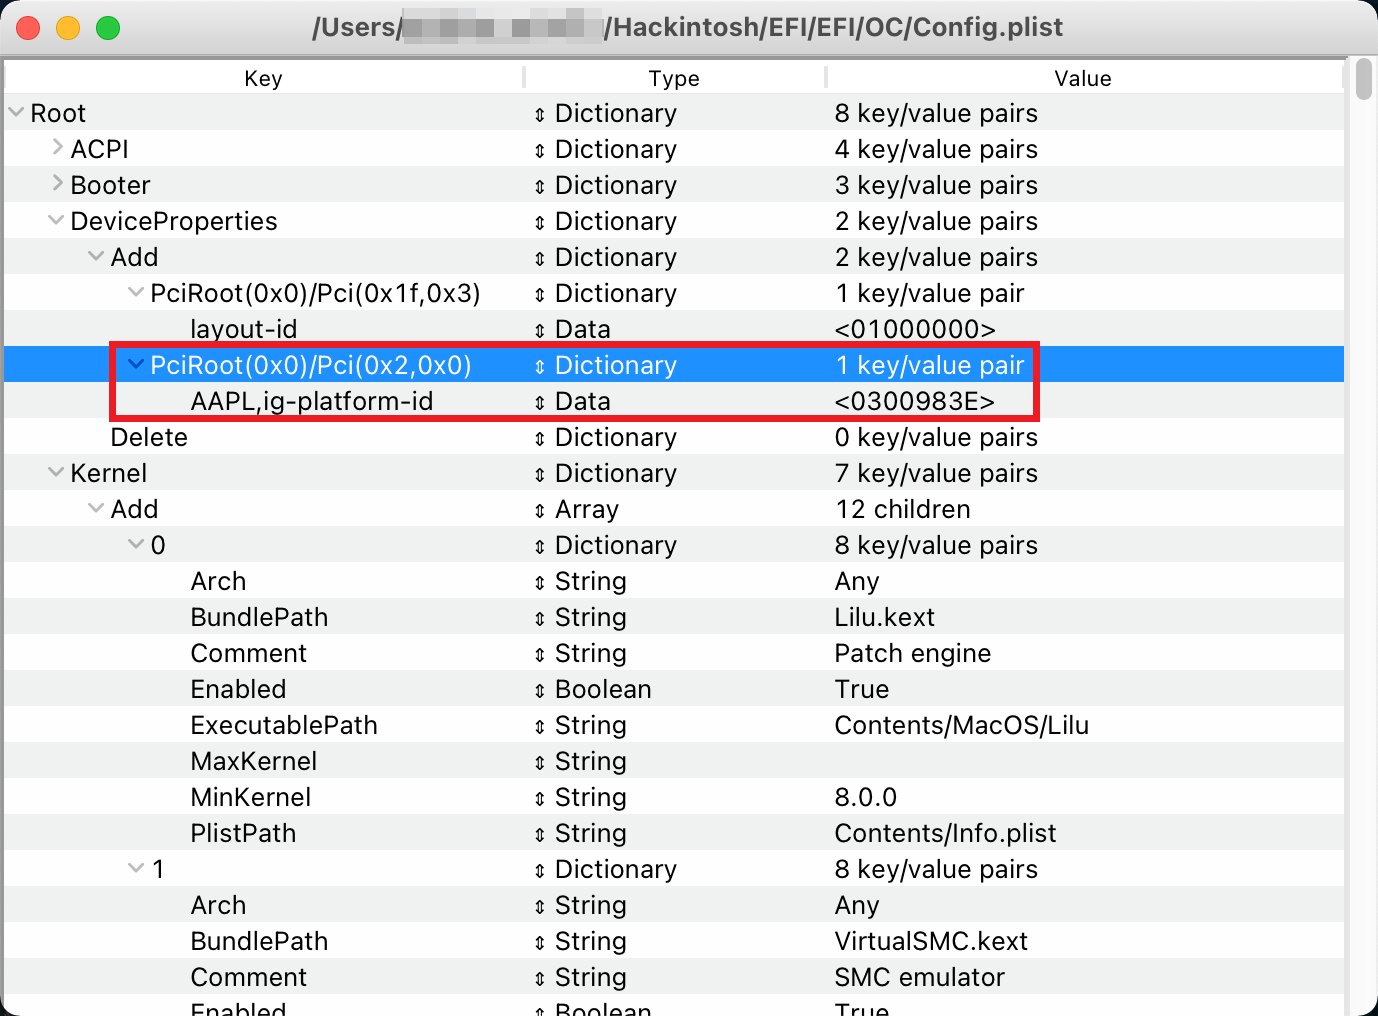 /Users/ /Hackintosh/EFI/EFI/OC/Config.plist
Key Type Value
Root Dictionary 8 key/value pairs
ACPI Dictionary 4 key/value pairs
Booter Dictionary 3 key/value pairs
DeviceProperties Dictionary 2 key/value pairs
Add Dictionary 2 key/value pairs
PciRoot(0x0)/Pci(0x1f,0x3) Dictionary 1 key/value pair
layout-id Data <01000000>
PciRoot(0x0)/Pci(0x2,0x0) Dictionary 1 key/value pair
AAPL,ig-platform-id Data <0300983E>
Delete Dictionary 0 key/value pairs
Kernel Dictionary 7 key/value pairs
Add Array 12 children
0 Dictionary 8 key/value pairs
Arch String Any
BundlePath String Lilu.kext
Comment String Patch engine
Enabled Boolean True
ExecutablePath String Contents/MacOS/Lilu
MaxKernel String
MinKernel String 8.0.0
PlistPath String Contents/Info.plist
1 Dictionary 8 key/value pairs
Arch String Any
BundlePath String VirtualSMC.kext
Comment String SMC emulator
Enabled Boolean True